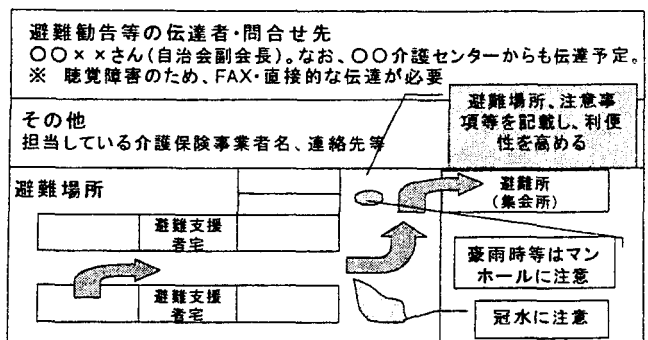 避難勧告等の伝達者・問合せ先
○○××さん(自治会副会長)。なお、○○介護センターからも伝達予定。
※ 聴覚障害のため、FAX・直接的な伝達が必要
避難場所、注意事
項等を記載し、利便
性を高める
その他
担当している介護保険事業者名、連絡先等
避難場所
避難所
(集会所)
避難支援
者宅
豪雨時等はマン
ホールに注意
避難支援
者宅
冠水に注意